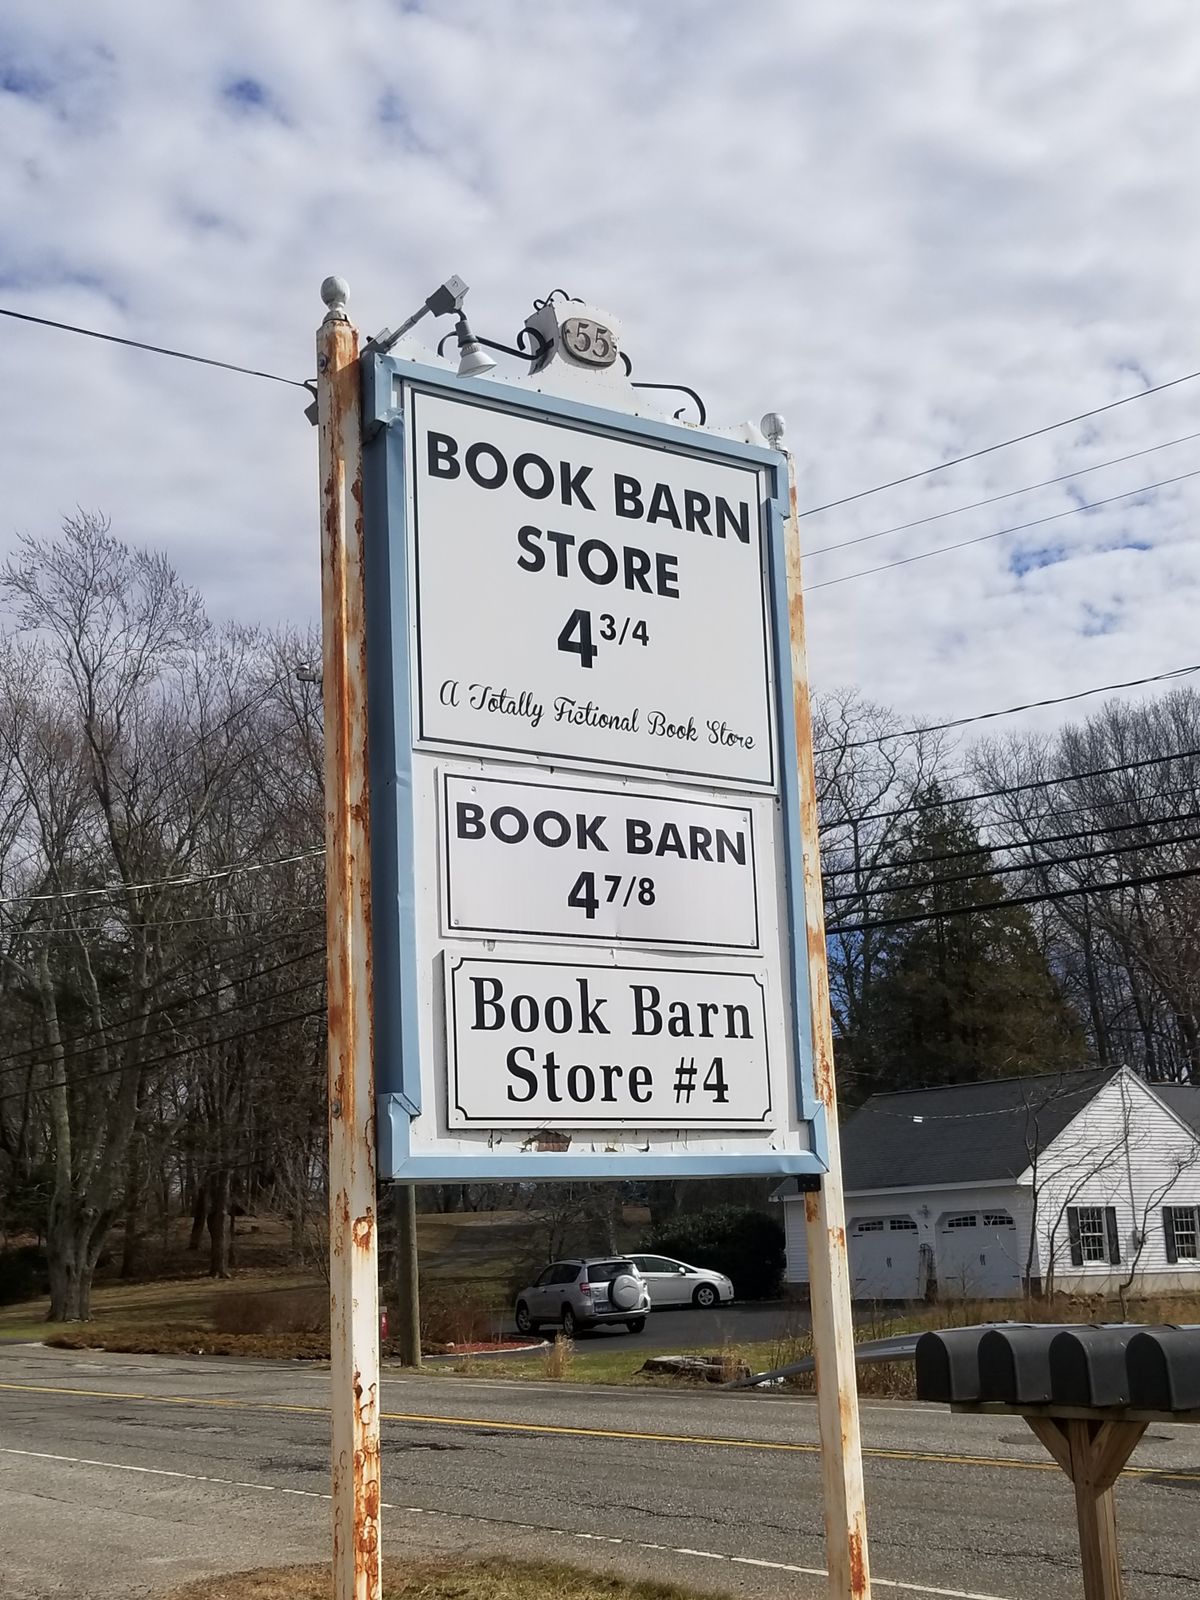 55
BOOK BARN
STORE
4 3/4
A Totally Fictional Book Store
BOOK BARN
4 7/8
Book Barn
Store #4